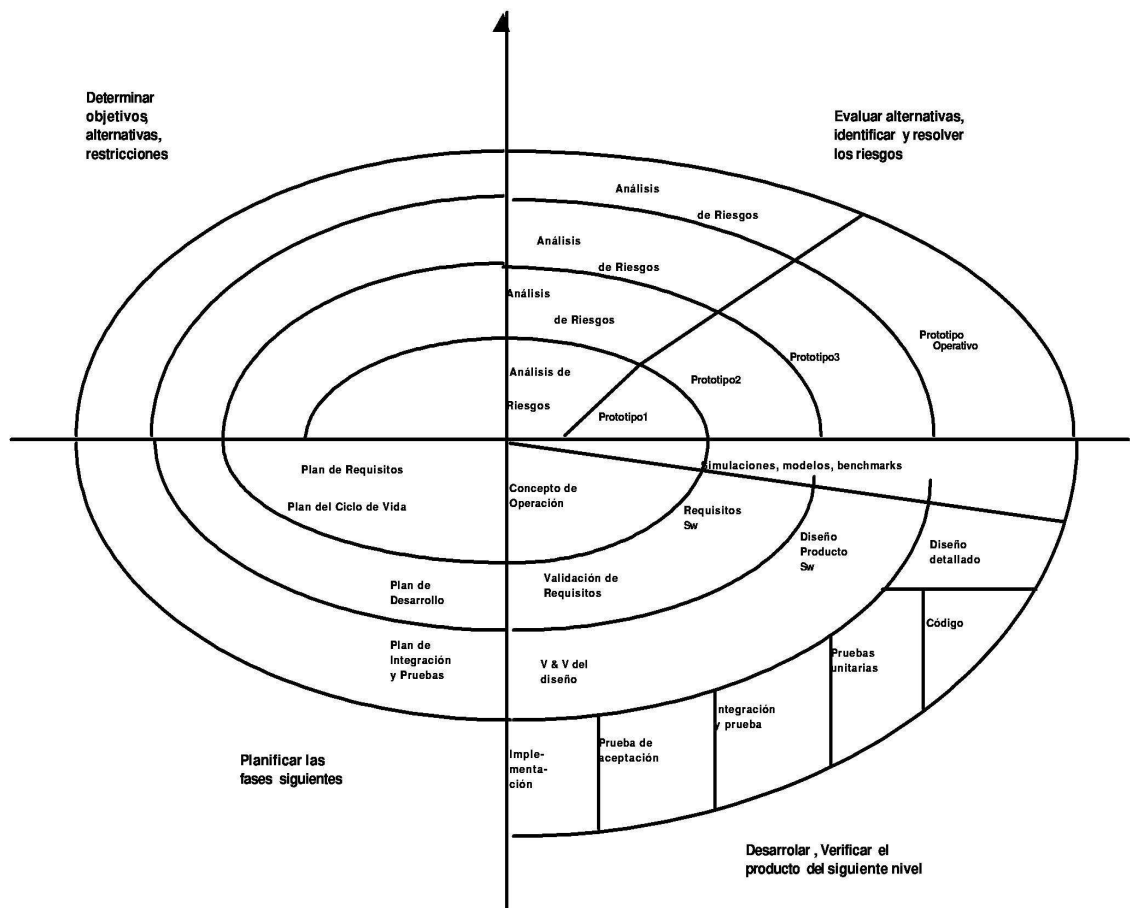 Determinar
objetivos,
alternativas,
restricciones
Evaluar alternativas,
identificar y resolver
los riesgos
Análisis
de Riesgos
Análisis
de Riesgos
Análisis
de Riesgos
Análisis de
Riesgos
Prototipo1
Prototipo2
Prototipo3
Prototipo
Operativo
Simulaciones, modelos, benchmarks
Plan de Requisitos
Plan del Ciclo de Vida
Concepto de
Operación
Requisitos
Sw
Diseño
Producto
Sw
Diseño
detallado
Plan de
Desarrollo
Validación de
Requisitos
Código
Plan de
Integración
y Pruebas
V & V del
diseño
Pruebas
unitarias
Integración
y prueba
Prueba de
aceptación
Imple-
menta-
ción
Planificar las
fases siguientes
Desarrolar , Verificar el
producto del siguiente nivel